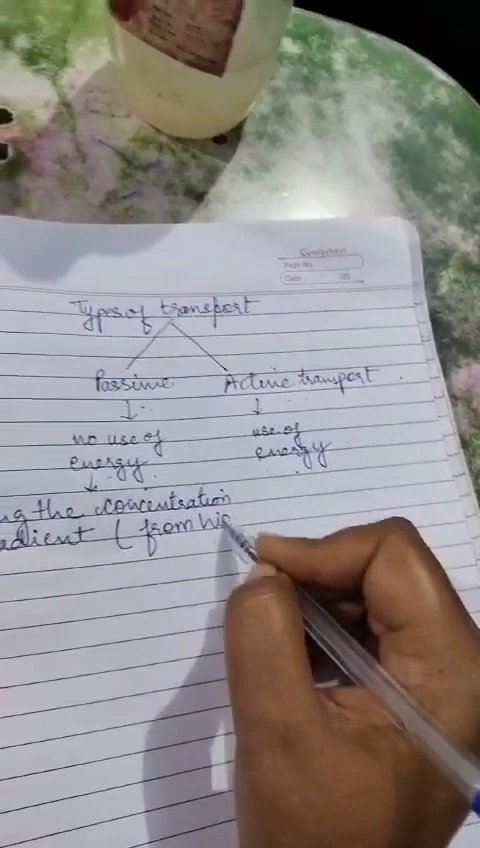 Page No.
Date
Types of transport
Passive Active transport
no use of use of
energy energy
ng the concentration
adient ( from hi